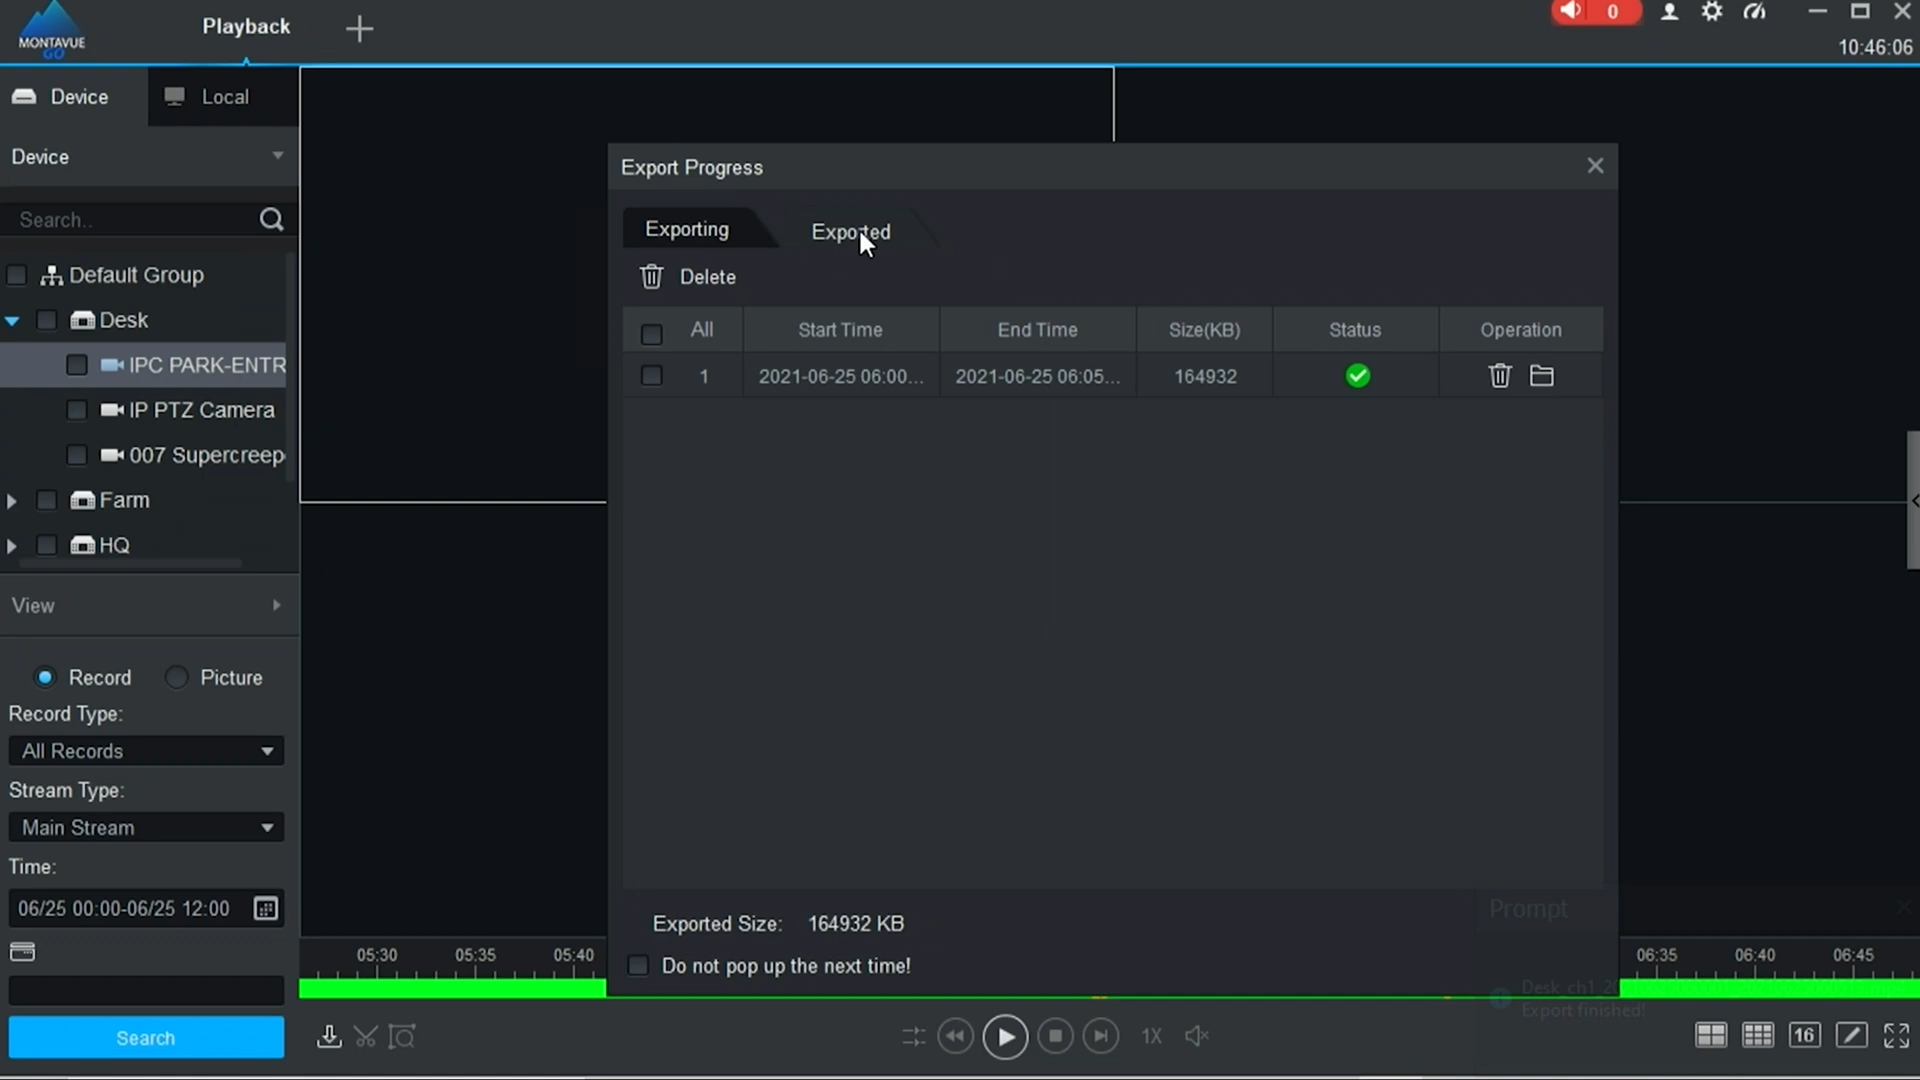 MONTAVUE
GO
Playback
0
10:46:06
Device
Local
Device
Search..
Default Group
Desk
IPC PARK-ENTR
IP PTZ Camera
007 Supercreep
Farm
HQ
View
Record
Picture
Record Type:
All Records
Stream Type:
Main Stream
Time:
06/25 00:00-06/25 12:00
Search
Export Progress
Exporting
Exported
Delete
All
Start Time
End Time
Size(KB)
Status
Operation
1
2021-06-25 06:00...
2021-06-25 06:05...
164932
Exported Size: 164932 KB
Do not pop up the next time!
Prompt
Export finished!
05:30
05:35
05:40
06:35
06:40
06:45
1X
16